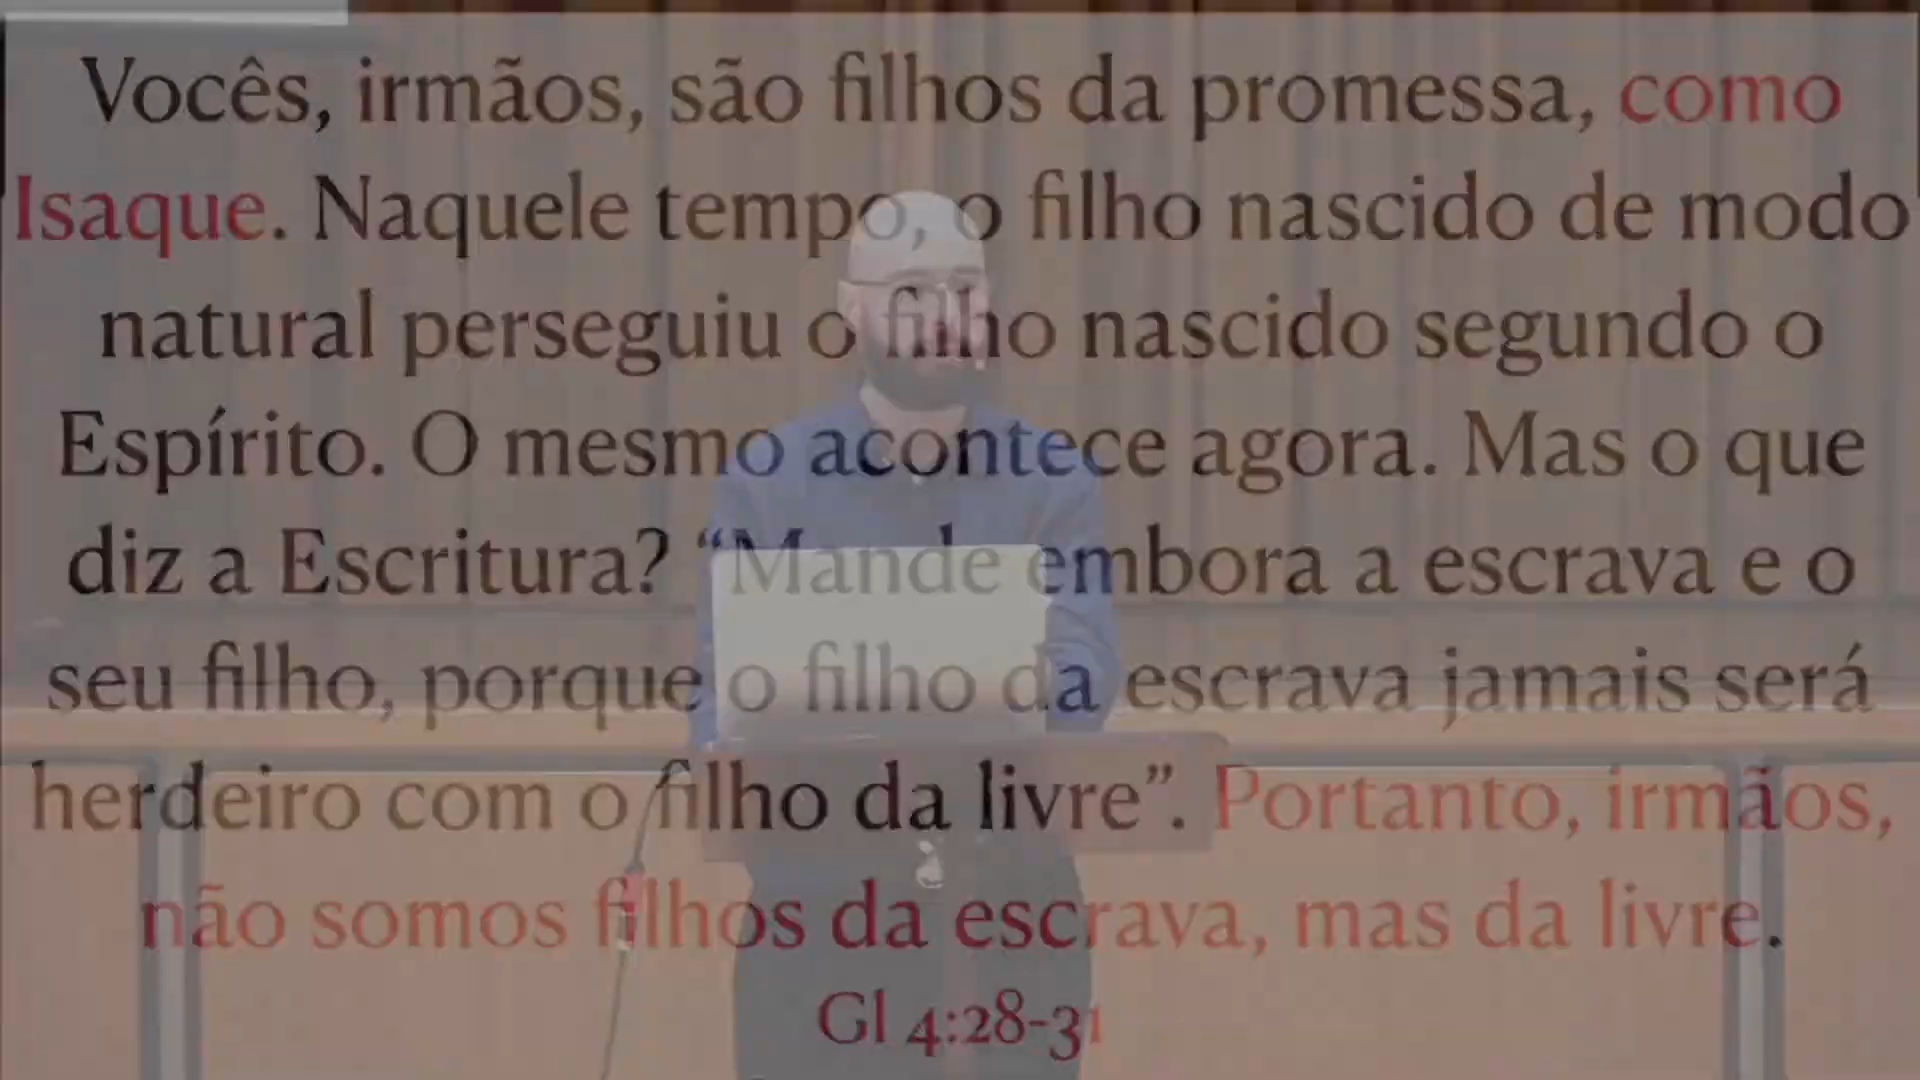 Vocês, irmãos, são filhos da promessa, como
Isaque. Naquele tempo, o filho nascido de modo
natural perseguiu o filho nascido segundo o
Espírito. O mesmo acontece agora. Mas o que
diz a Escritura? “Mande embora a escrava e o
seu filho, porque o filho da escrava jamais será
herdeiro com o filho da livre”. Portanto, irmãos,
não somos filhos da escrava, mas da livre.
Gl 4:28-31